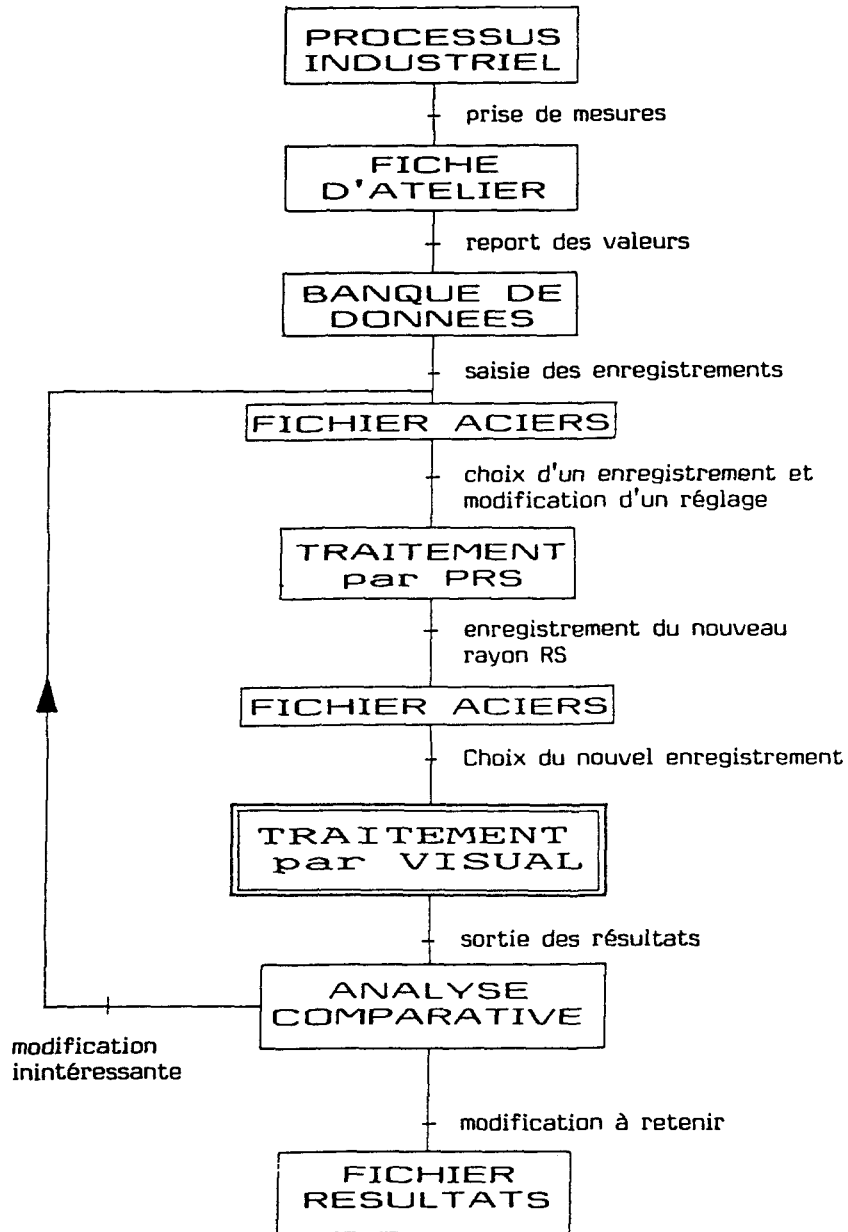 PROCESSUS
INDUSTRIEL
prise de mesures
FICHE
D'ATELIER
report des valeurs
BANQUE DE
DONNEES
saisie des enregistrements
FICHIER ACIERS
choix d'un enregistrement et
modification d'un réglage
TRAITEMENT
par PRS
enregistrement du nouveau
rayon RS
FICHIER ACIERS
Choix du nouvel enregistrement
TRAITEMENT
par VISUAL
sortie des résultats
ANALYSE
COMPARATIVE
modification
inintéressante
modification à retenir
FICHIER
RESULTATS